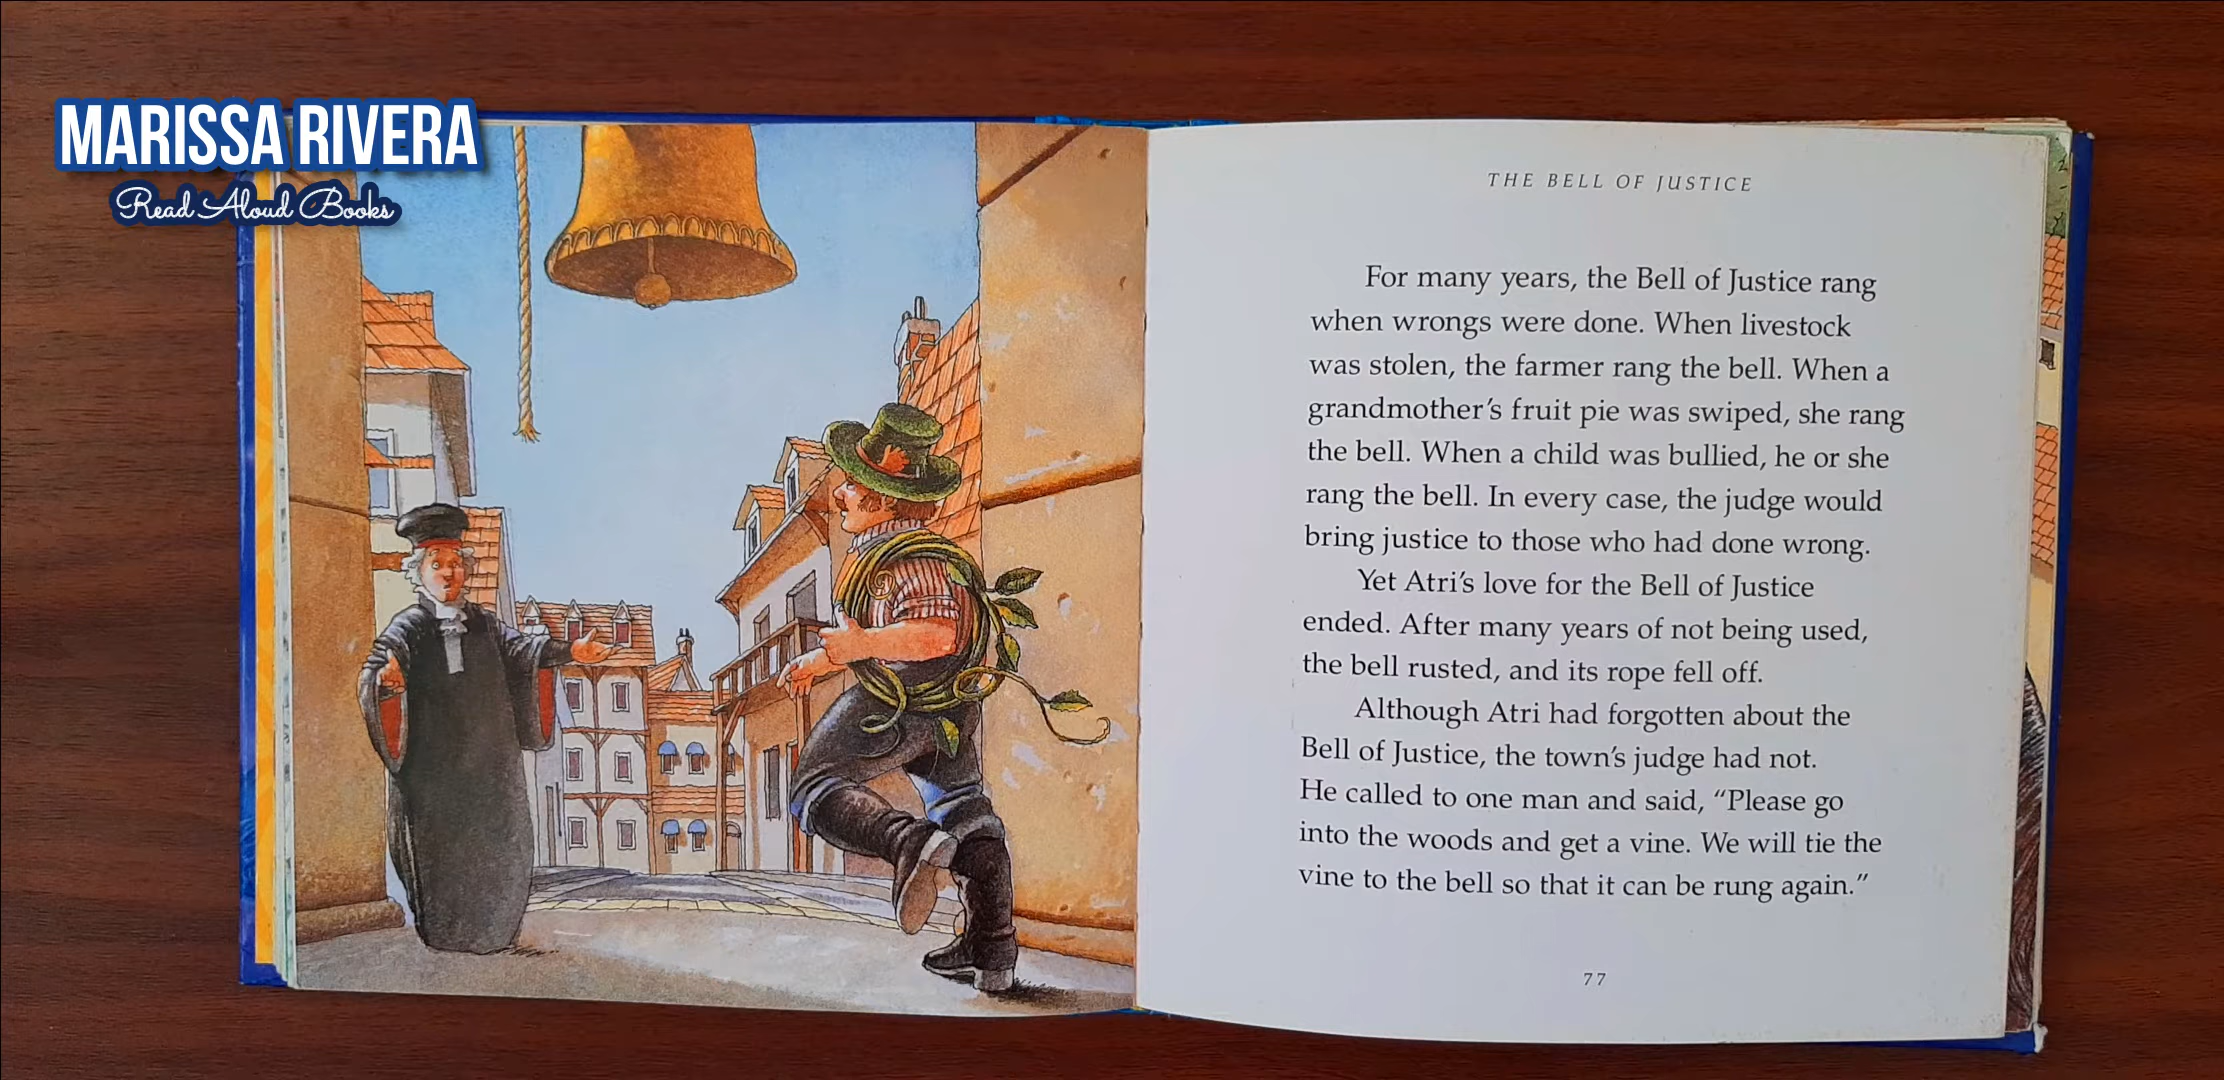 MARISSA RIVERA
Read Aloud Books
THE BELL OF JUSTICE
For many years, the Bell of Justice rang
when wrongs were done. When livestock
was stolen, the farmer rang the bell. When a
grandmother’s fruit pie was swiped, she rang
the bell. When a child was bullied, he or she
rang the bell. In every case, the judge would
bring justice to those who had done wrong.
Yet Atri’s love for the Bell of Justice
ended. After many years of not being used,
the bell rusted, and its rope fell off.
Although Atri had forgotten about the
Bell of Justice, the town’s judge had not.
He called to one man and said, “Please go
into the woods and get a vine. We will tie the
vine to the bell so that it can be rung again.”
77